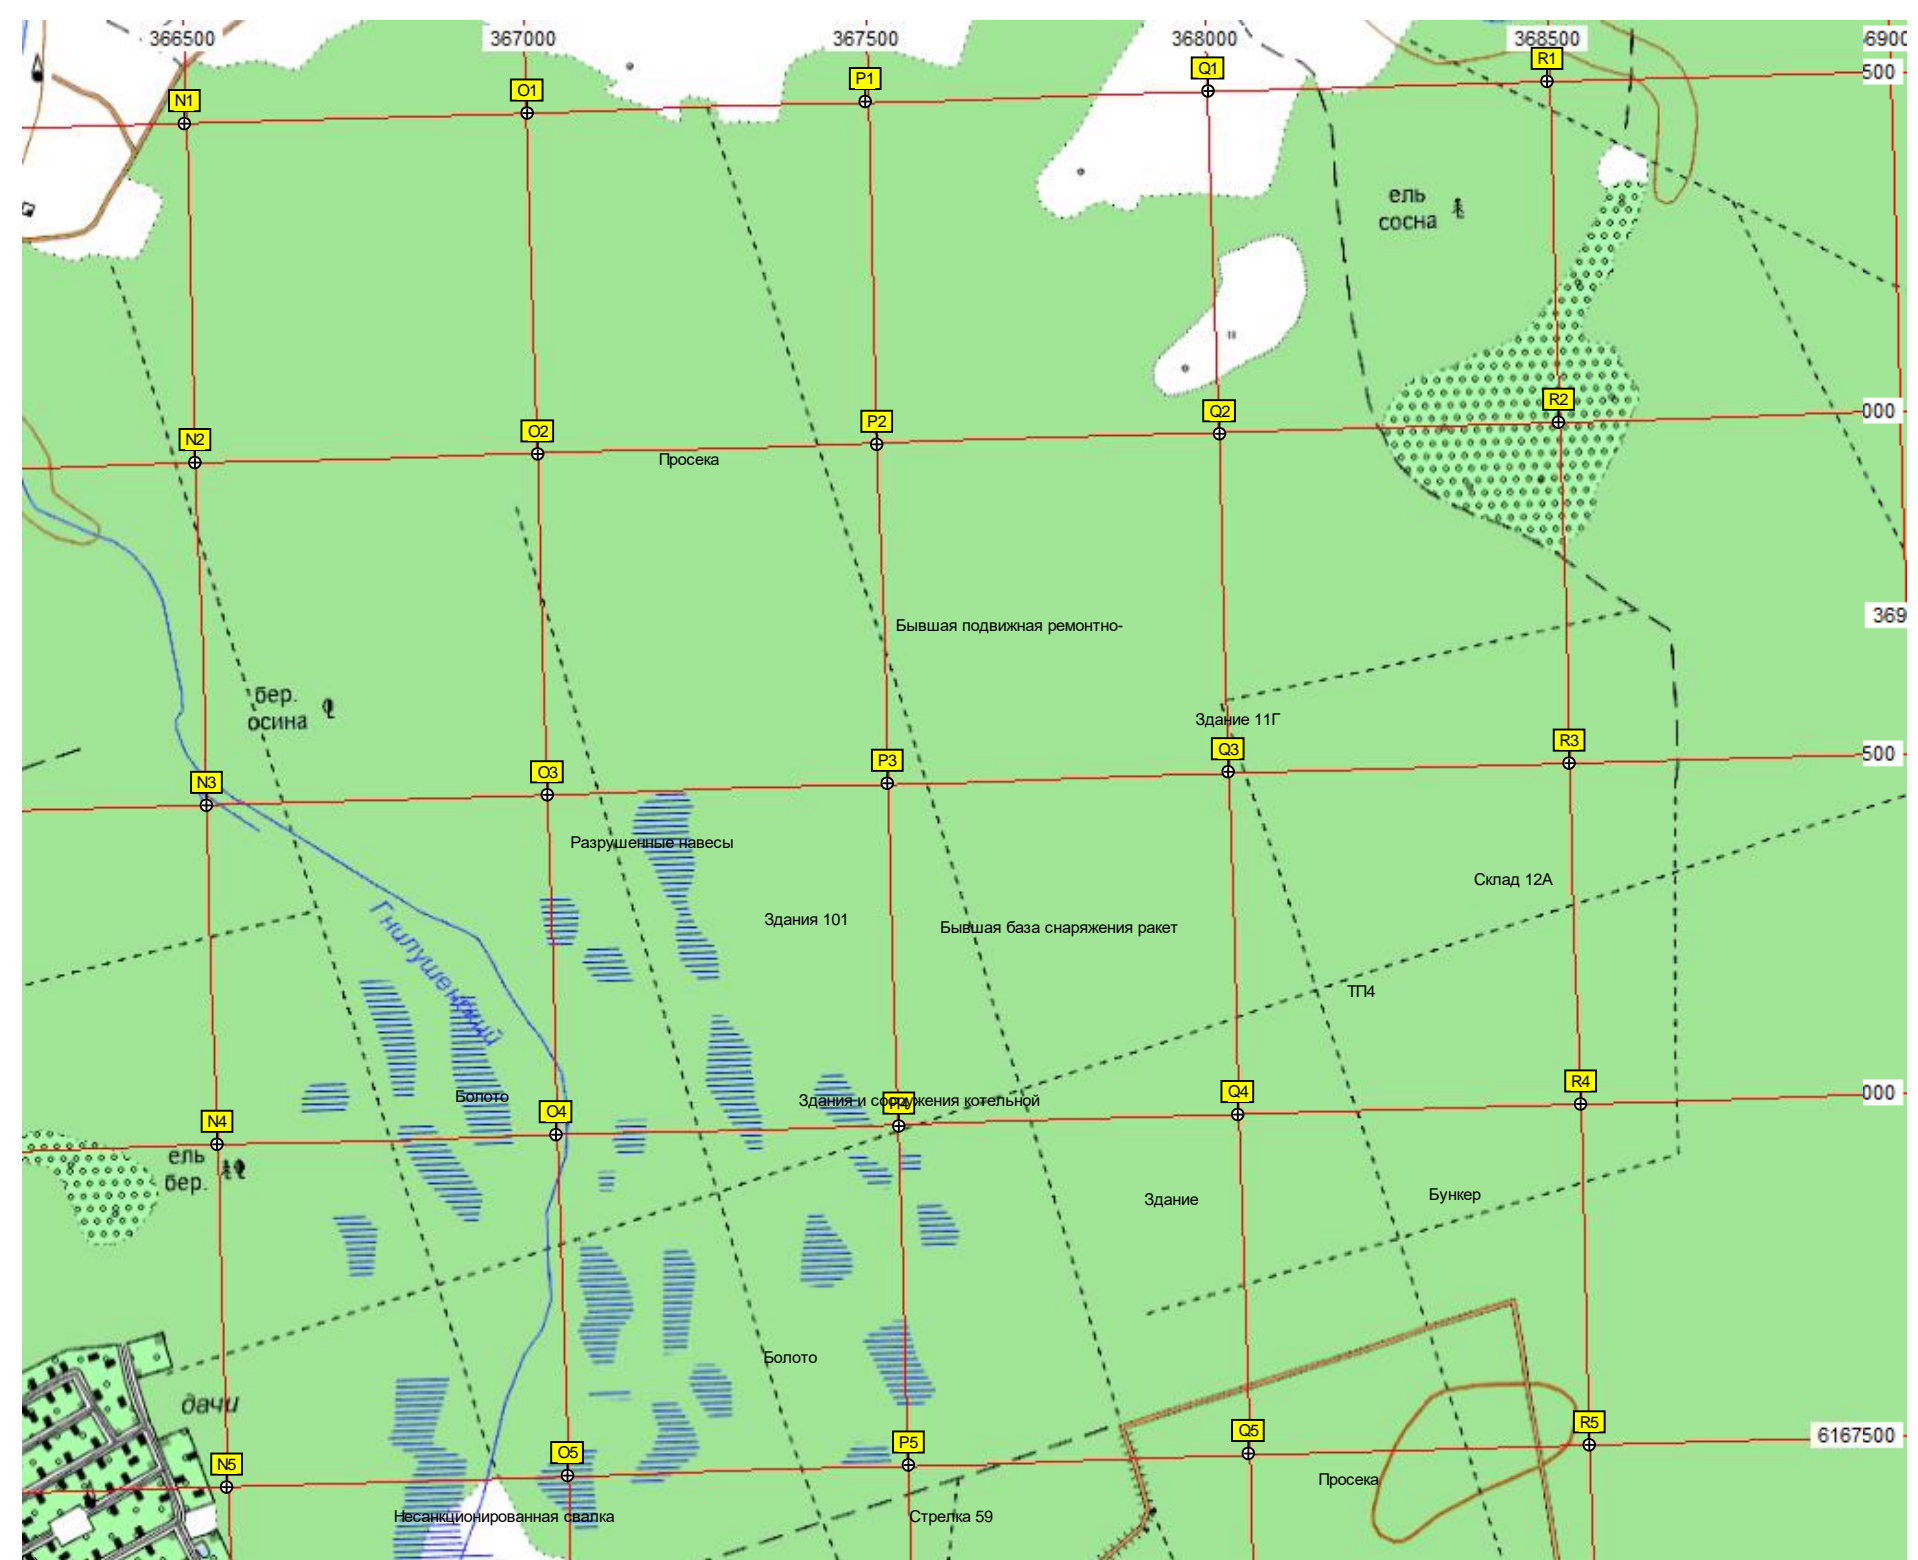 366500 367000 367500 368000 368500 6900
500
N1 O1 P1 Q1 R1
ель
сосна
000
N2 O2 P2 Q2 R2
Просека
369
Бывшая подвижная ремонтно-
бер.
осина
Здание 11Г
500
N3 O3 P3 Q3 R3
Разрушенные навесы
Склад 12А
Здания 101
Бывшая база снаряжения ракет
Гнилушенский
ТП4
Болото
Здания и сооружения котельной
000
N4 O4 P4 Q4 R4
ель
бер.
Здание
Бункер
Болото
дачи
6167500
N5 O5 P5 Q5 R5
Просека
Несанкционированная свалка
Стрелка 59